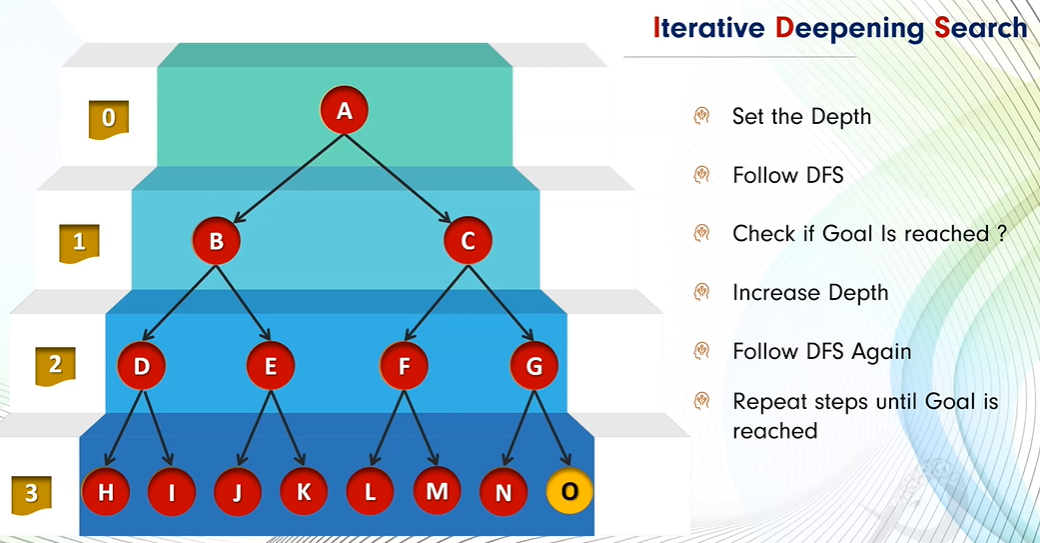 Iterative Deepening Search
0
A
Set the Depth
Follow DFS
1
B C
Check if Goal Is reached ?
Increase Depth
2
D E F G
Follow DFS Again
Repeat steps until Goal is
reached
3
H I J K L M N O